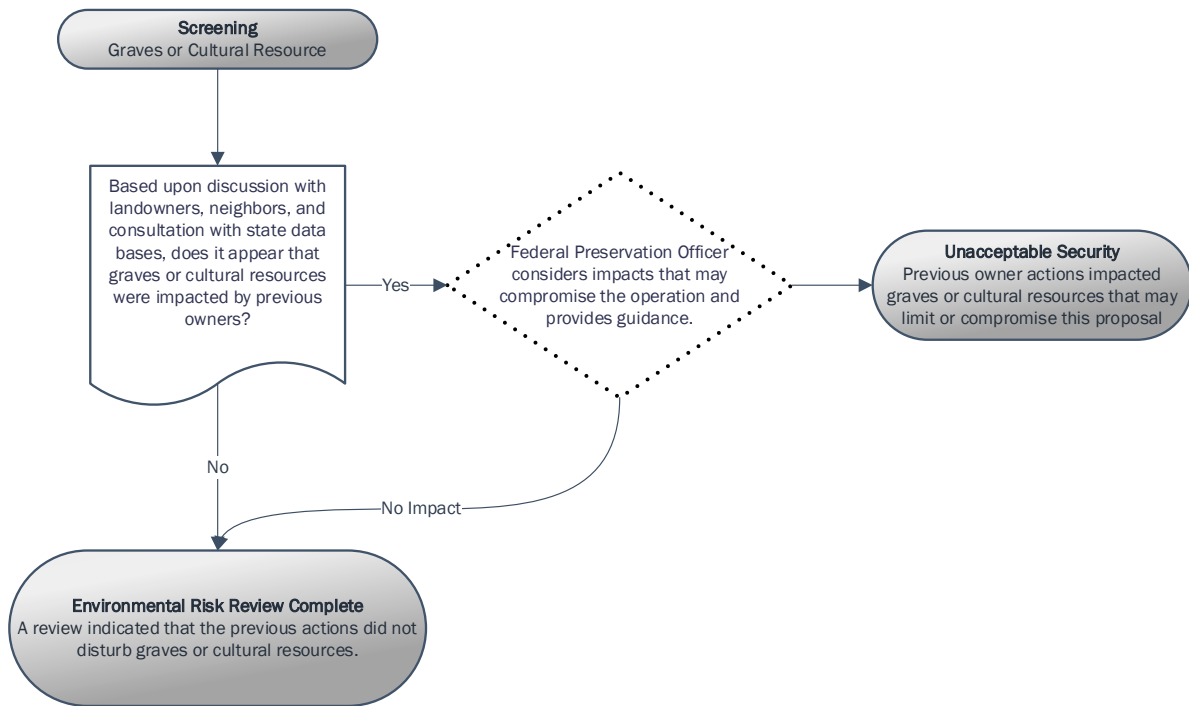 Screening
Graves or Cultural Resource
Based upon discussion with
landowners, neighbors, and
consultation with state data
bases, does it appear that
graves or cultural resources
were impacted by previous
owners?
Yes
Federal Preservation Officer
considers impacts that may
compromise the operation and
provides guidance.
Unacceptable Security
Previous owner actions impacted
graves or cultural resources that may
limit or compromise this proposal
No
No Impact
Environmental Risk Review Complete
A review indicated that the previous actions did not
disturb graves or cultural resources.